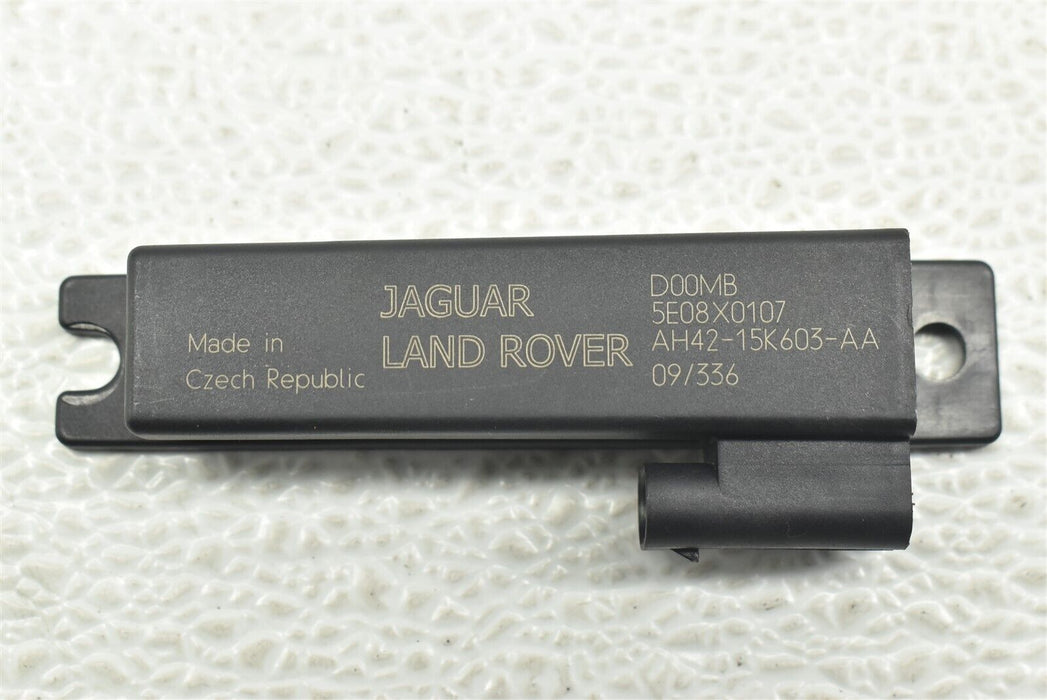 Made in
Czech Republic
JAGUAR
LAND ROVER
D00MB
5E08X0107
AH42-15K603-AA
09/336